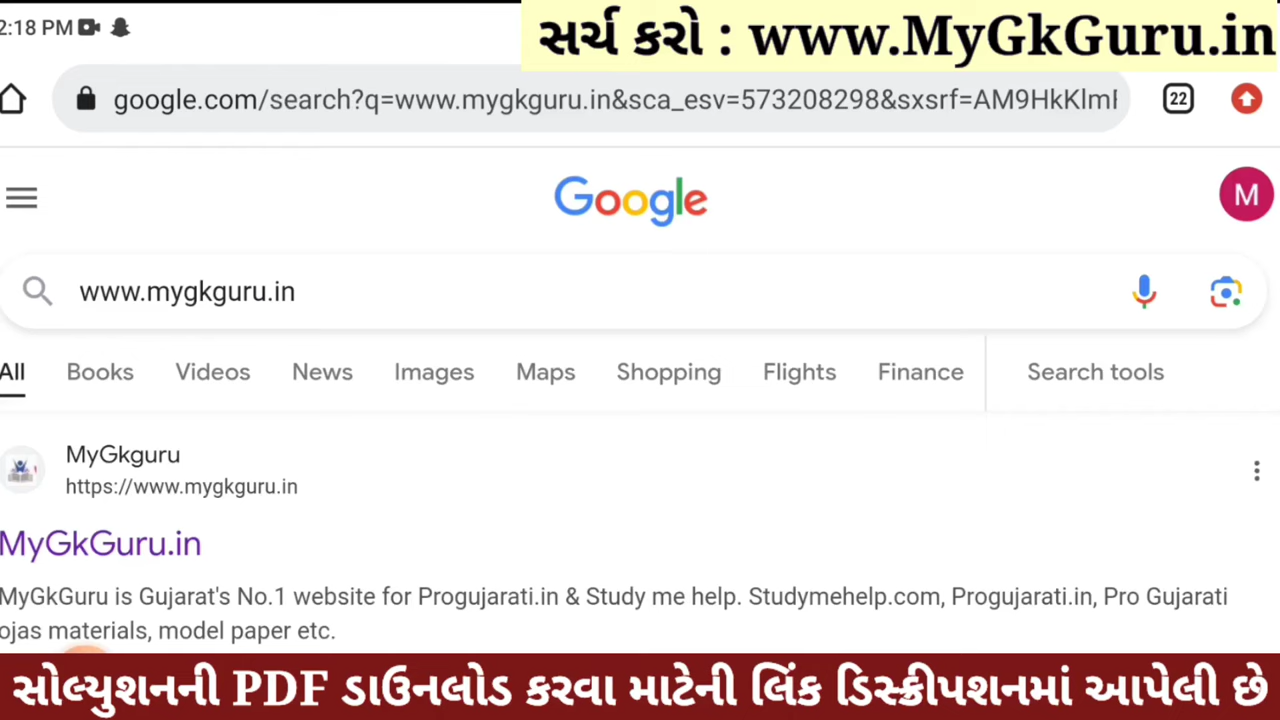 2:18 PM
સર્ચ કરો : www.MyGkGuru.in
google.com/search?q=www.mygkguru.in&sca_esv=573208298&sxsrf=AM9HkKlm
22
Google
M
www.mygkguru.in
All Books Videos News Images Maps Shopping Flights Finance Search tools
MyGkguru
https://www.mygkguru.in
MyGkGuru.in
MyGkGuru is Gujarat's No.1 website for Progujarati.in & Study me help. Studymehelp.com, Progujarati.in, Pro Gujarati
ojas materials, model paper etc.
સોલ્યુશનની PDF ડાઉનલોડ કરવા માટેની લિંક ડિસ્ક્રીપશનમાં આપેલી છે